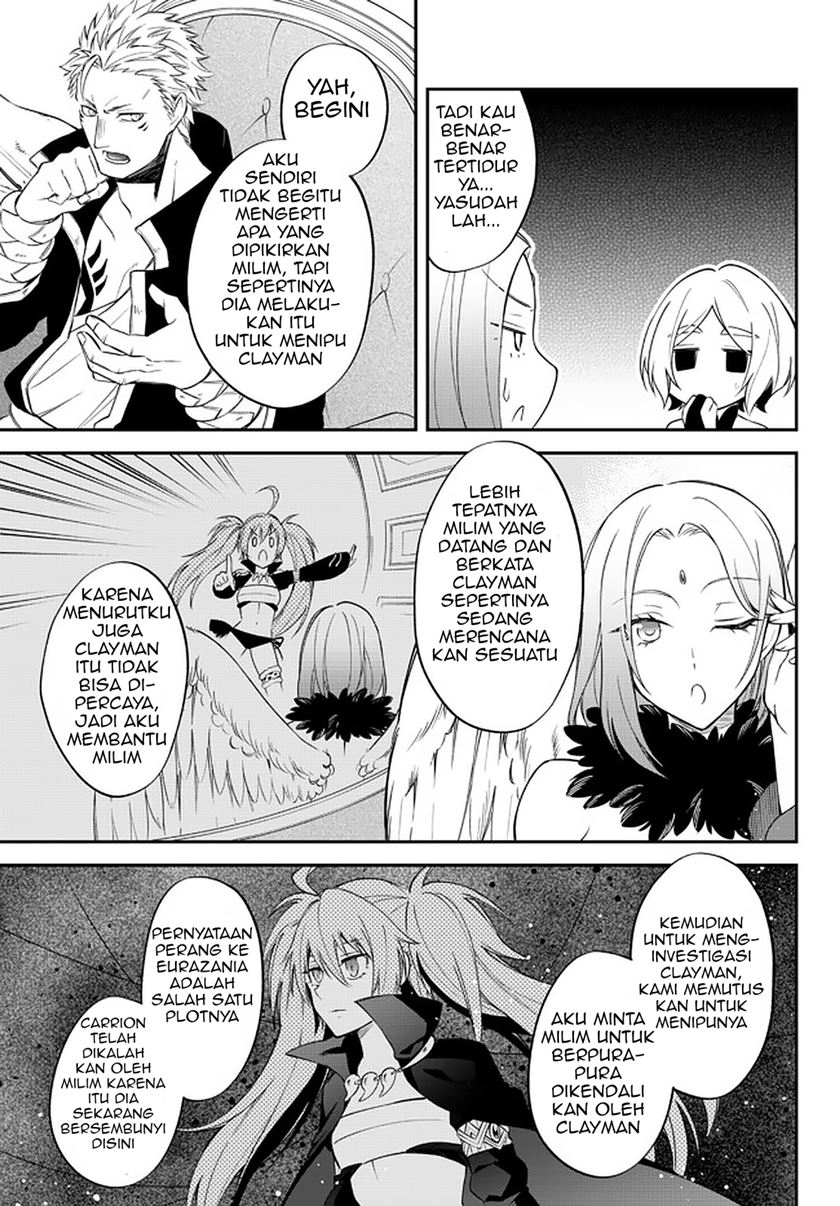 TADI KAU
BENAR-
BENAR
TERTIDUR
YA...
YASUDAH
LAH...
YAH,
BEGINI
AKU
SENDIRI
TIDAK BEGITU
MENGERTI
APA YANG
DIPIKIRKAN
MILIM, TAPI
SEPERTINYA
DIA MELAKU-
KAN ITU
UNTUK MENIPU
CLAYMAN
LEBIH
TEPATNYA
MILIM YANG
DATANG DAN
BERKATA
CLAYMAN
SEPERTINYA
SEDANG
MERENCANA
KAN SESUATU
KARENA
MENURUTKU
JUGA
CLAYMAN
ITU TIDAK
BISA DI-
PERCAYA,
JADI AKU
MEMBANTU
MILIM
KEMUDIAN
UNTUK MENG-
INVESTIGASI
CLAYMAN,
KAMI MEMUTUS
KAN UNTUK
MENIPUNYA
AKU MINTA
MILIM UNTUK
BERPURA-
PURA
DIKENDALI
KAN OLEH
CLAYMAN
PERNYATAAN
PERANG KE
EURAZANIA
ADALAH
SALAH SATU
PLOTNYA
CARRION
TELAH
DIKALAH
KAN OLEH
MILIM KARENA
ITU DIA
SEKARANG
BERSEMBUNYI
DISINI